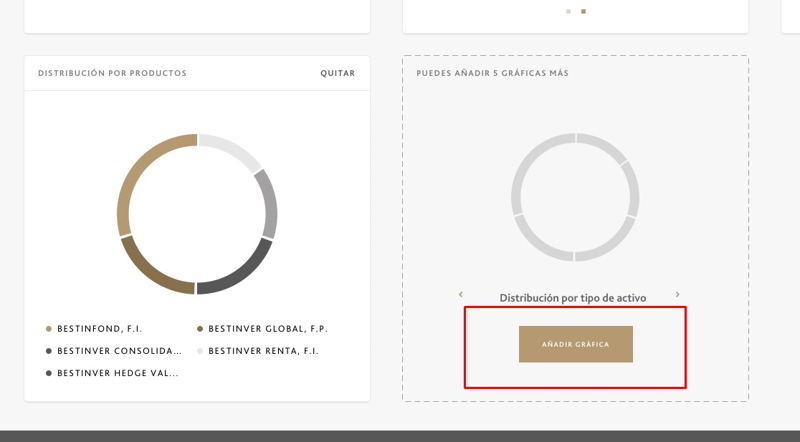 DISTRIBUCIÓN POR PRODUCTOS
QUITAR
BESTINFOND, F.I.
BESTINVER GLOBAL, F.P.
BESTINVER CONSOLIDA...
BESTINVER RENTA, F.I.
BESTINVER HEDGE VAL...
PUEDES AÑADIR 5 GRÁFICAS MÁS
Distribución por tipo de activo
AÑADIR GRÁFICA